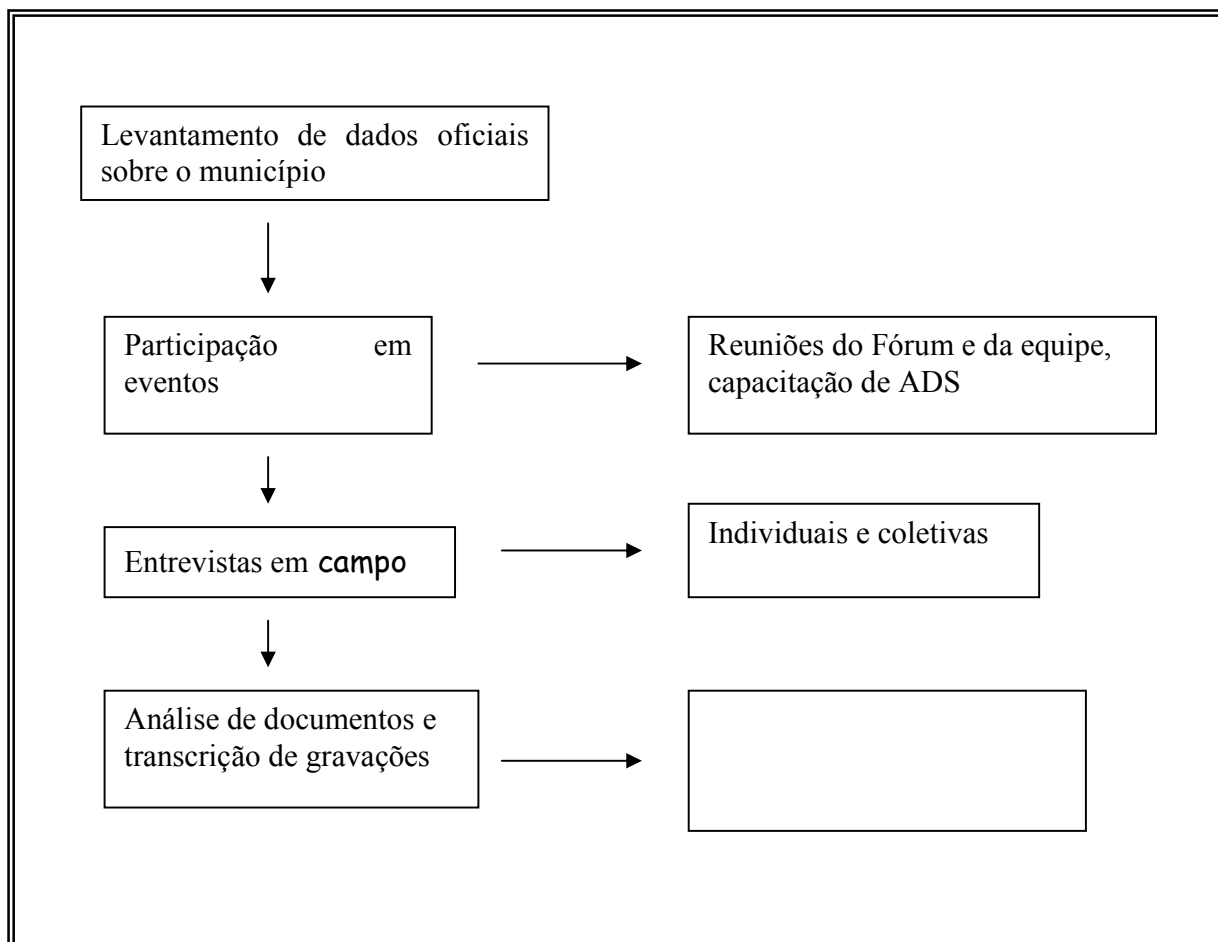 Levantamento de dados oficiais
sobre o município
Participação em
eventos
Reuniões do Fórum e da equipe,
capacitação de ADS
Entrevistas em campo
Individuais e coletivas
Análise de documentos e
transcrição de gravações